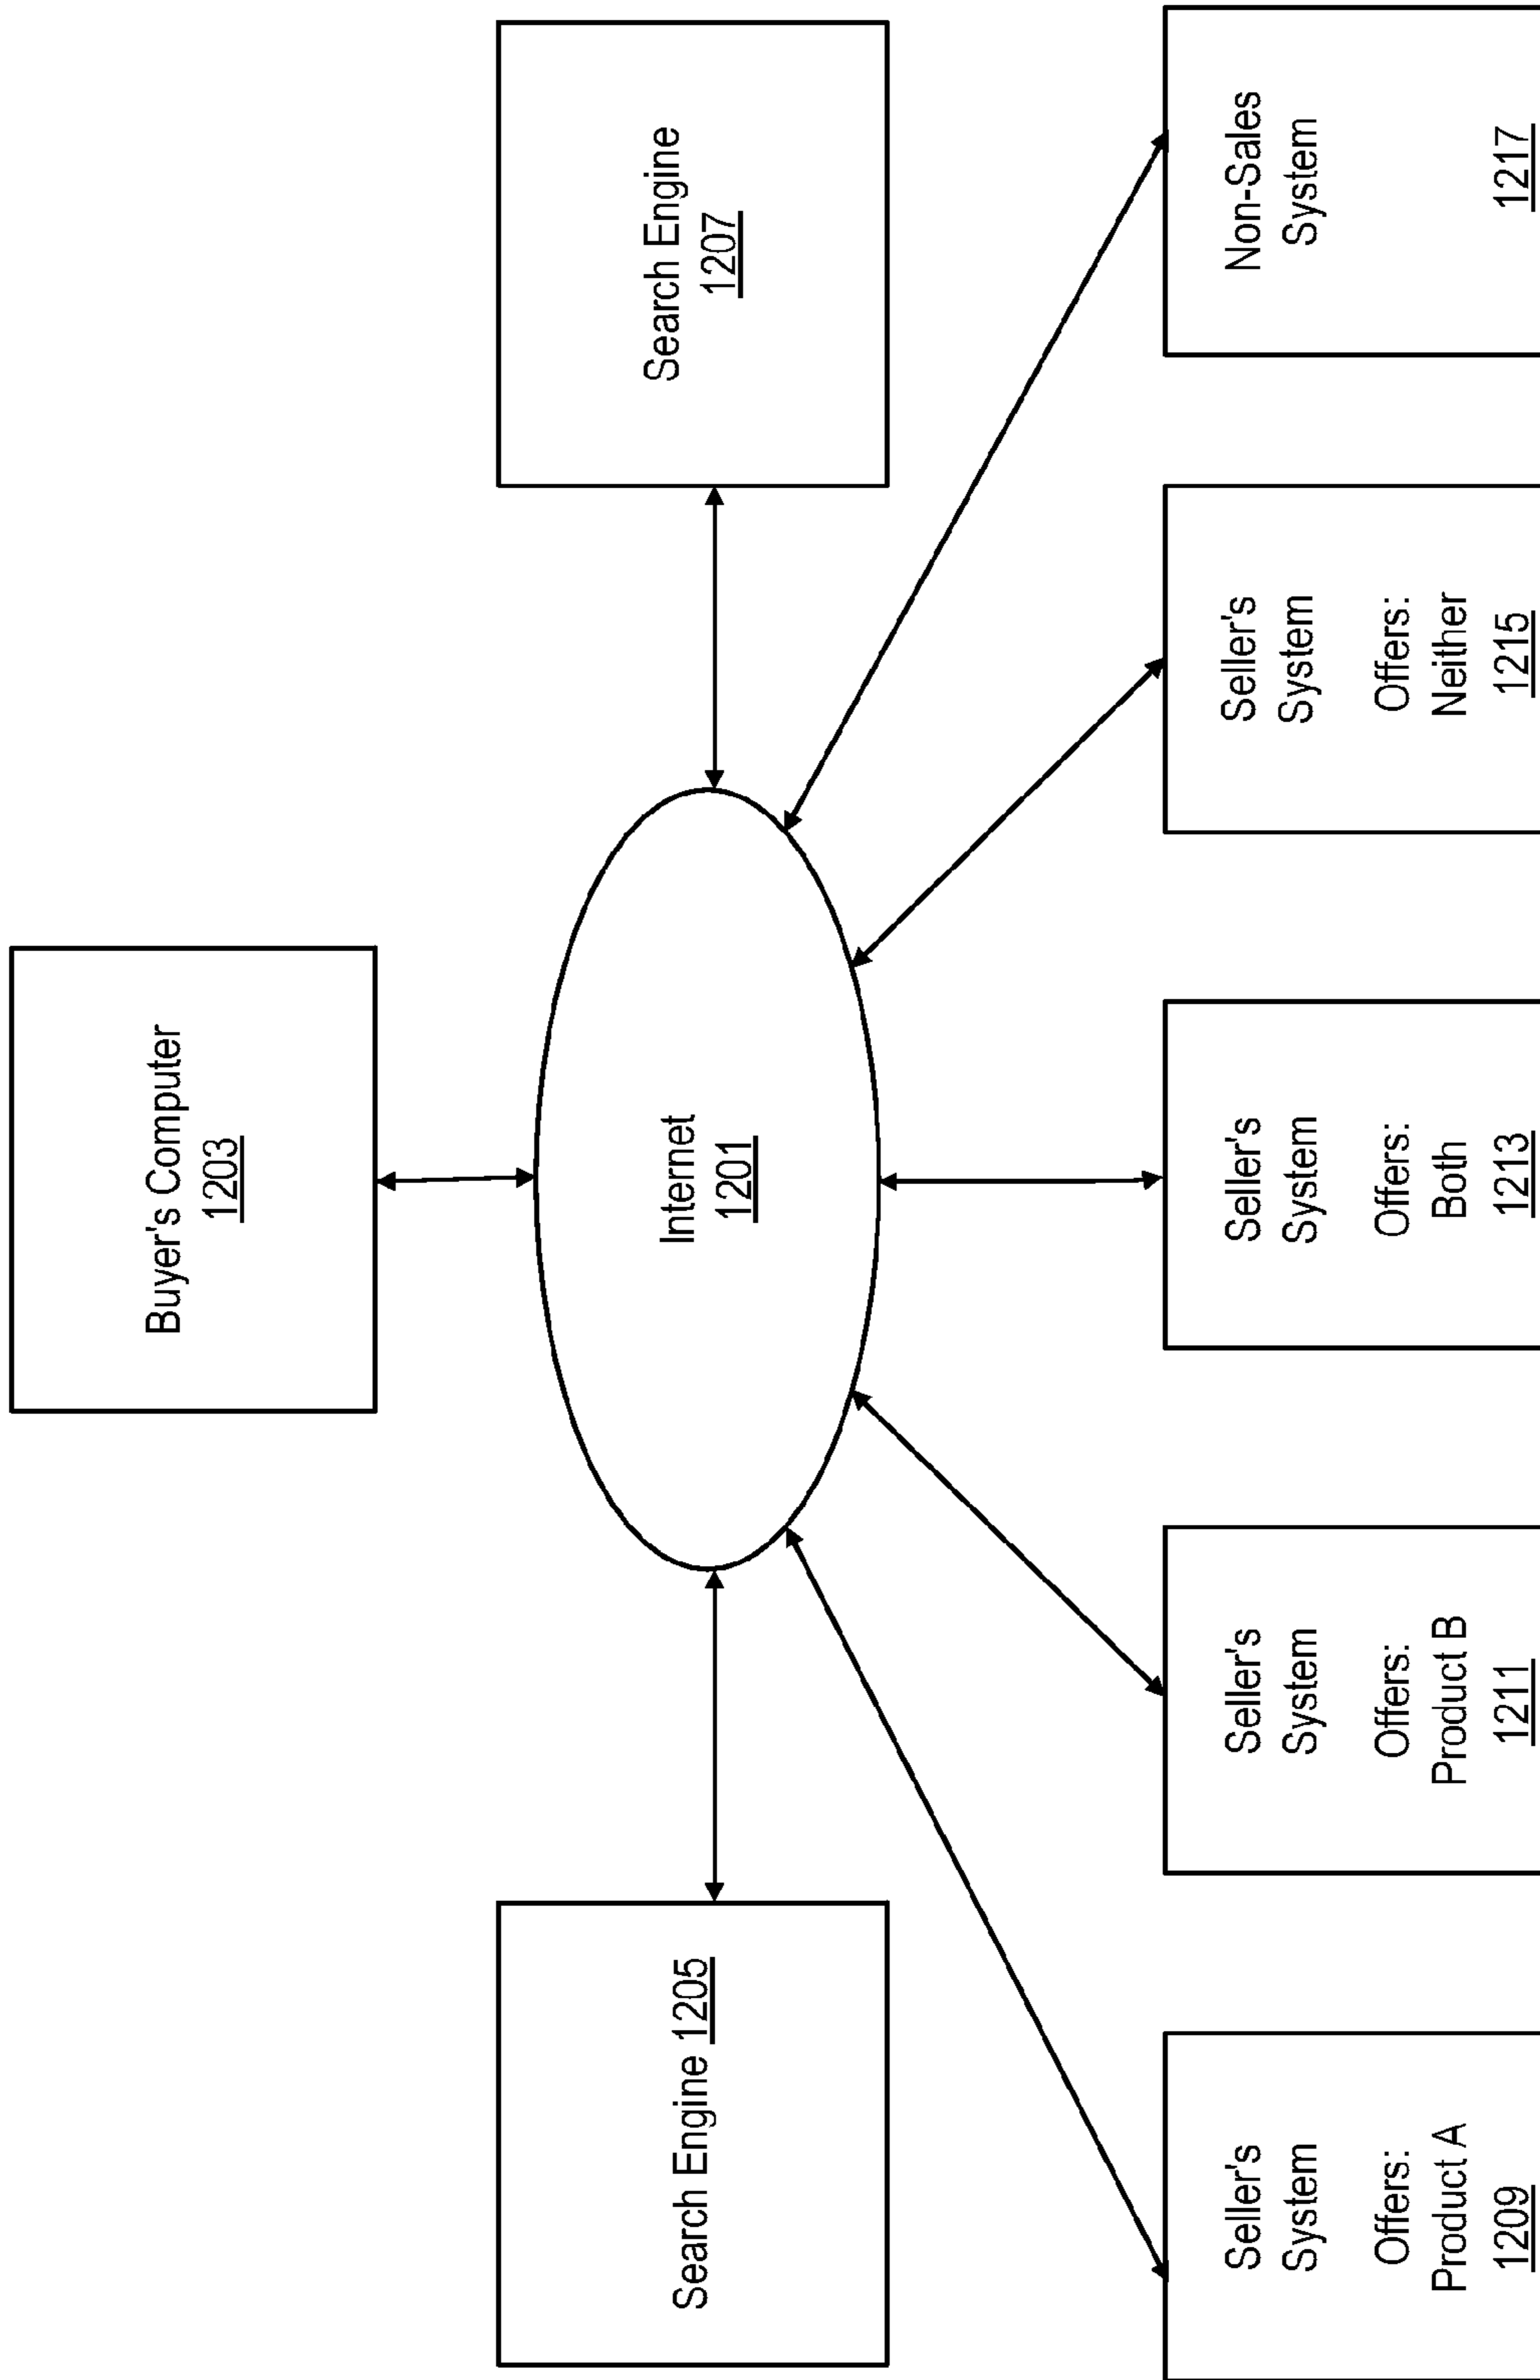 Buyer's Computer
1203
Search Engine 1205
Internet
1201
Search Engine
1207
Seller's
System
Offers:
Product A
1209
Seller's
System
Offers:
Product B
1211
Seller's
System
Offers:
Both
1213
Seller's
System
Offers:
Neither
1215
Non-Sales
System
1217